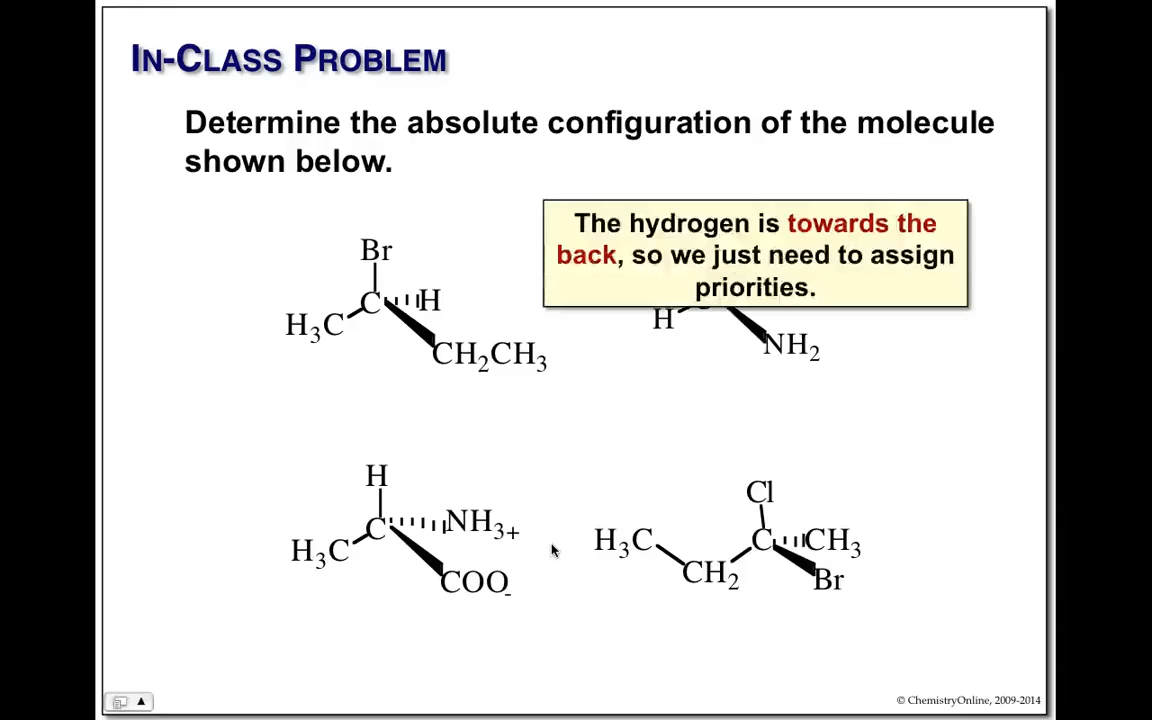 IN-CLASS PROBLEM
Determine the absolute configuration of the molecule
shown below.
The hydrogen is towards the
back, so we just need to assign
priorities.
Br
C H
H3C
CH2CH3
H
NH2
H
C NH3+
H3C
COO-
Cl
H3C C CH3
CH2 Br
© ChemistryOnline, 2009-2014